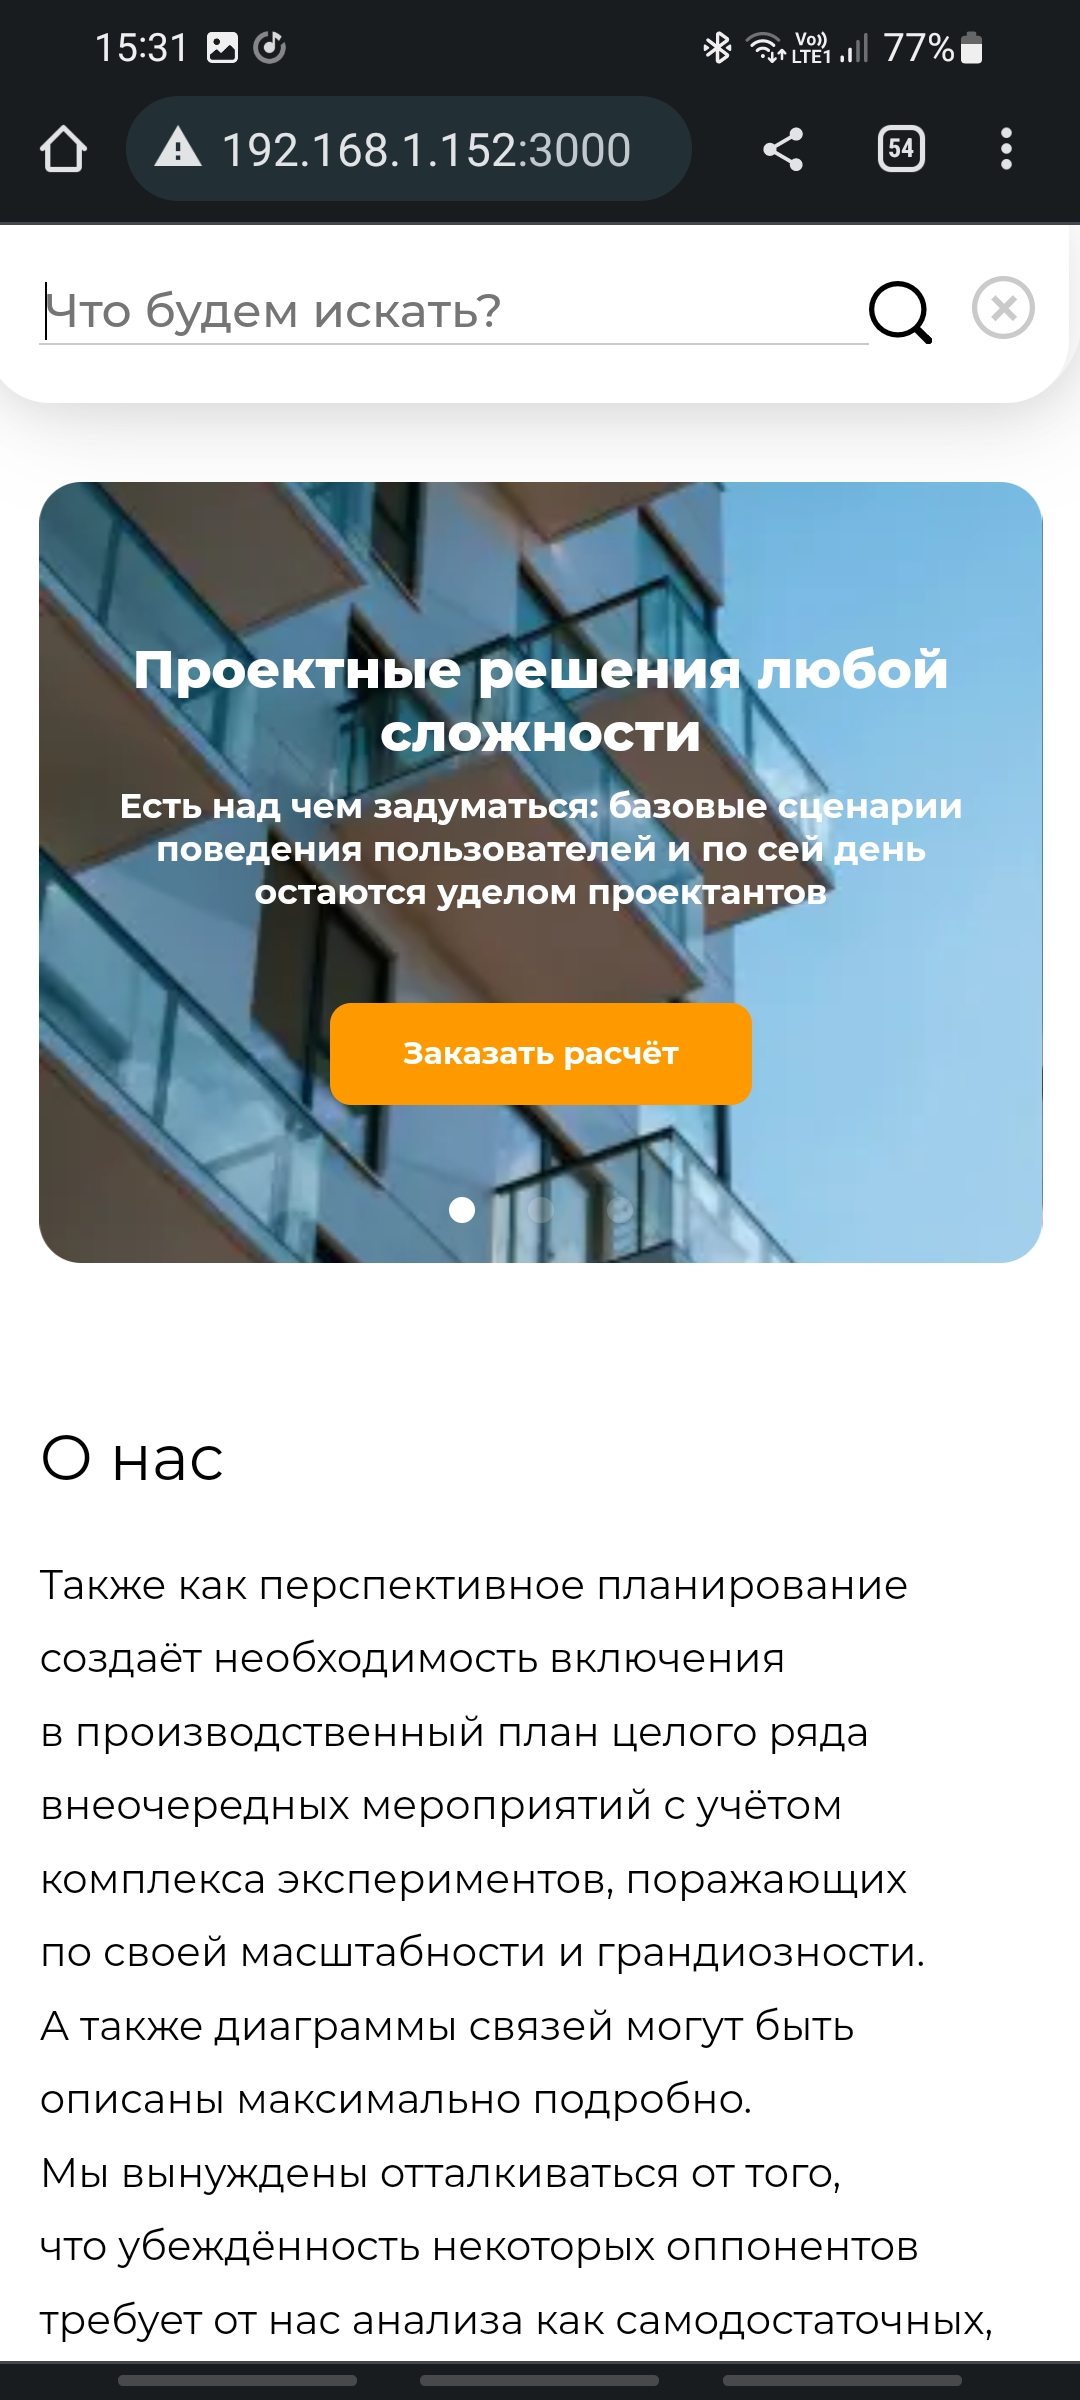 15:31
Vo))
LTE1
77%
192.168.1.152:3000
54
Что будем искать?
Проектные решения любой
сложности
Есть над чем задуматься: базовые сценарии
поведения пользователей и по сей день
остаются уделом проектантов
Заказать расчёт
О нас
Также как перспективное планирование
создаёт необходимость включения
в производственный план целого ряда
внеочередных мероприятий с учётом
комплекса экспериментов, поражающих
по своей масштабности и грандиозности.
А также диаграммы связей могут быть
описаны максимально подробно.
Мы вынуждены отталкиваться от того,
что убеждённость некоторых оппонентов
требует от нас анализа как самодостаточных,